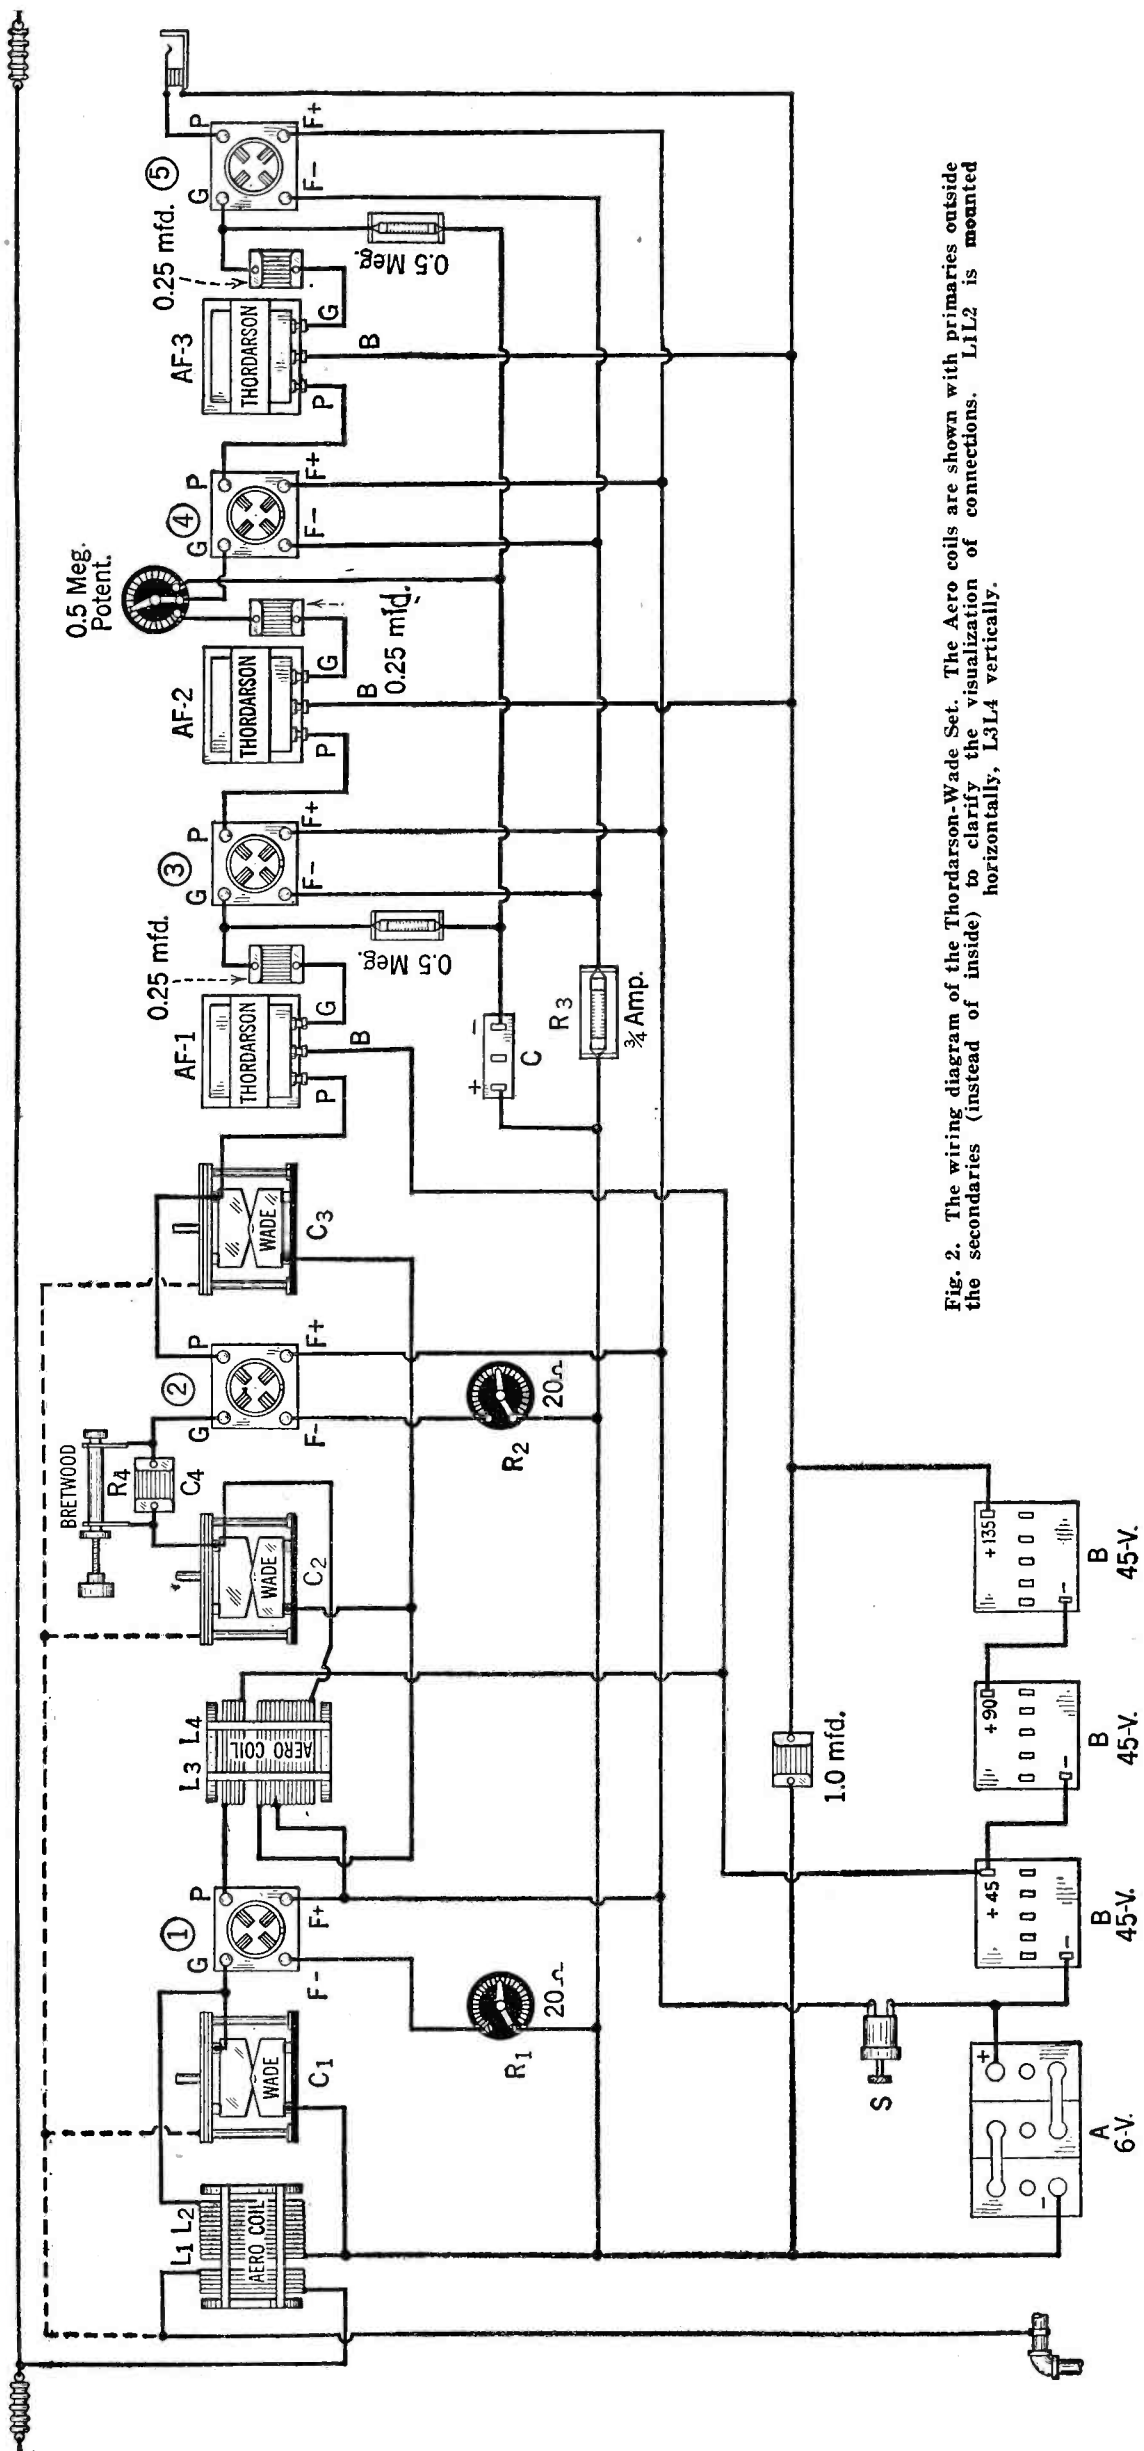 L1 L2
AERO COIL
WADE
C1
1
G
P
F-
F+
R1
20Ω
L3 L4
AERO COIL
WADE
C2
BRETWOOD
R4
C4
2
G
P
F-
F+
R2
20Ω
WADE
C3
AF-1
THORDARSON
P
B
G
0.25 mfd.
0.5 Meg.
3
G
P
F-
F+
+
-
C
R3
3/4 Amp.
AF-2
THORDARSON
P
B
G
0.25 mfd.
0.5 Meg.
Potent.
4
G
P
F-
F+
AF-3
THORDARSON
P
B
G
0.25 mfd.
0.5 Meg.
5
G
P
F-
F+
1.0 mfd.
S
-
+
A
6-V.
-
+45
B
45-V.
-
+90
B
45-V.
-
+135
B
45-V.
Fig. 2. The wiring diagram of the Thordarson-Wade Set. The Aero coils are shown with primaries outside
the secondaries (instead of inside) to clarify the visualization of connections. L1L2 is mounted
horizontally, L3L4 vertically.